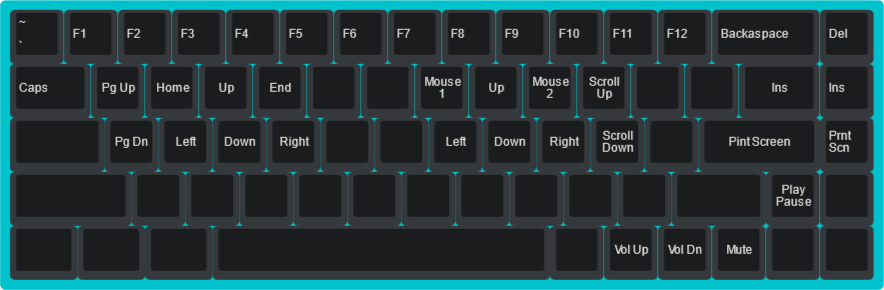 ~
` F1 F2 F3 F4 F5 F6 F7 F8 F9 F10 F11 F12 Backaspace Del
Caps Pg Up Home Up End Mouse 1 Up Mouse 2 Scroll Up Ins Ins
Pg Dn Left Down Right Left Down Right Scroll Down Pint Screen Prnt Scn
Play Pause
Vol Up Vol Dn Mute